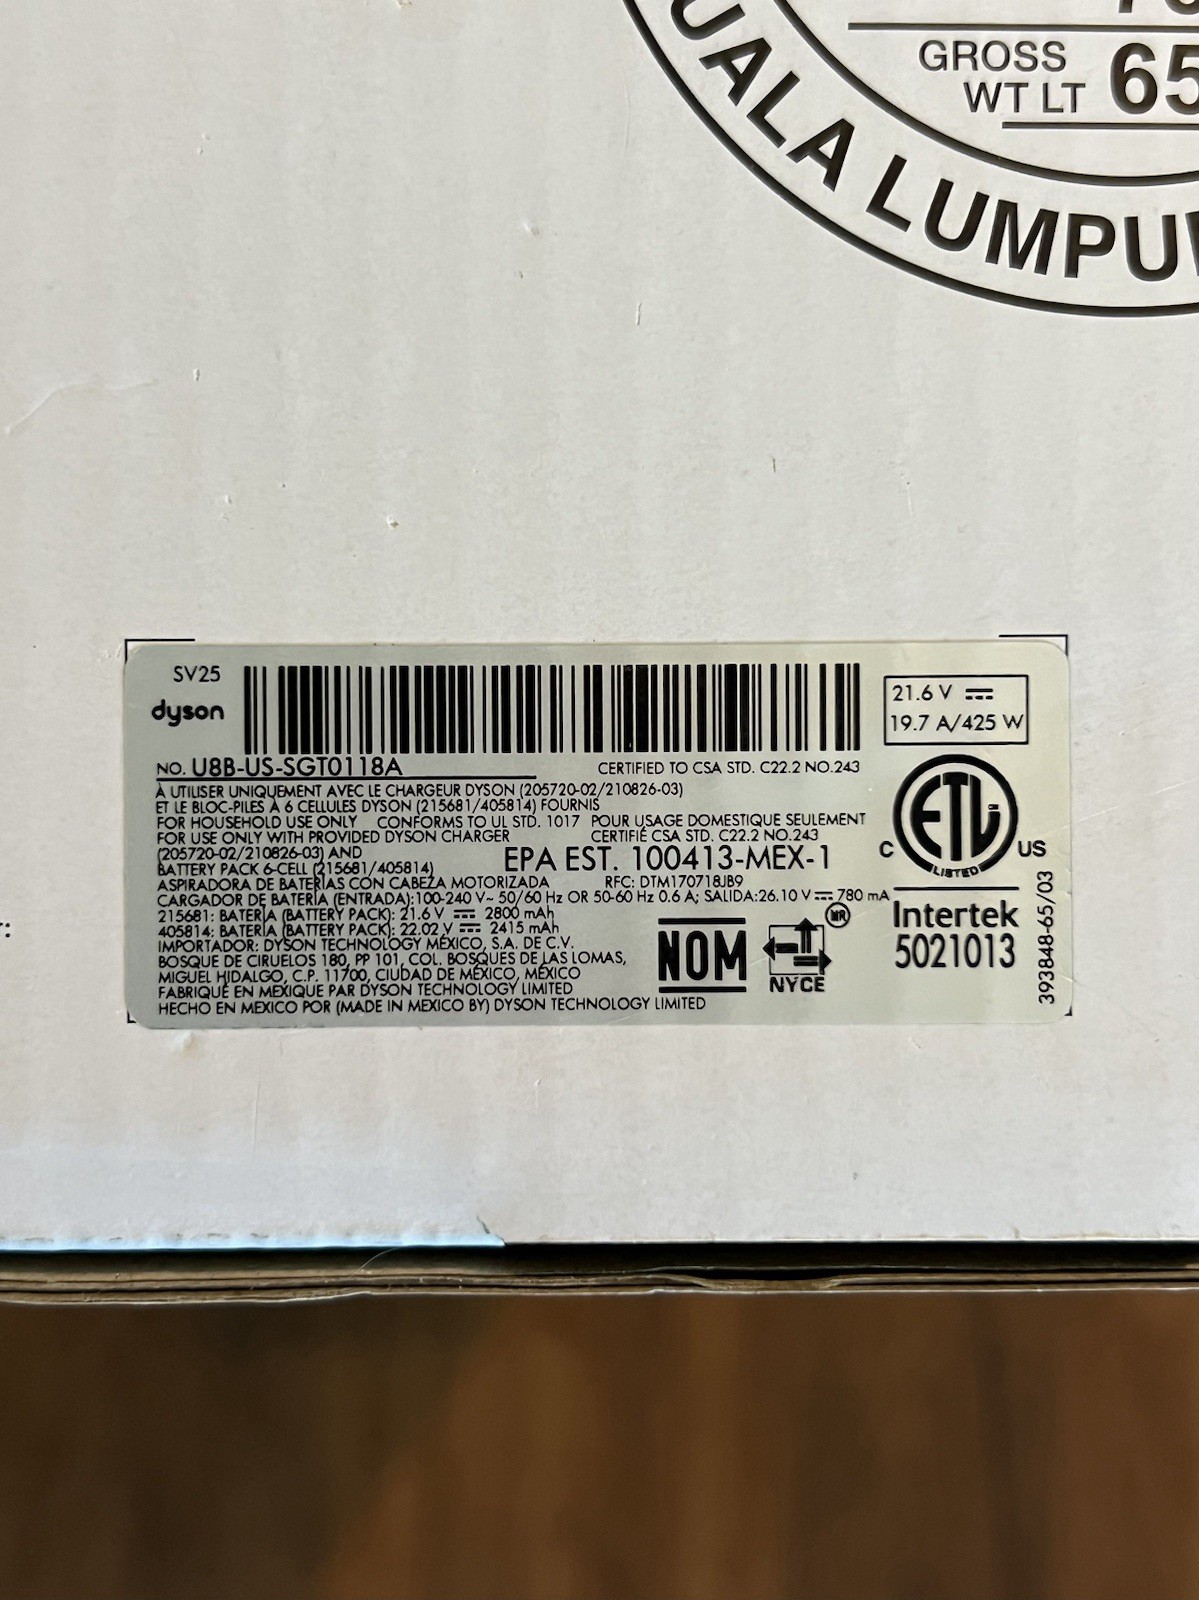 GROSS
WT LT 65
UALA LUMPU
SV25
dyson
21.6 V ⎓
19.7 A/425 W
NO. U8B-US-SGT0118A
CERTIFIED TO CSA STD. C22.2 NO.243
À UTILISER UNIQUEMENT AVEC LE CHARGEUR DYSON (205720-02/210826-03)
ET LE BLOC-PILES À 6 CELLULES DYSON (215681/405814) FOURNIS
FOR HOUSEHOLD USE ONLY CONFORMS TO UL STD. 1017 POUR USAGE DOMESTIQUE SEULEMENT
FOR USE ONLY WITH PROVIDED DYSON CHARGER CERTIFIÉ CSA STD. C22.2 NO.243
(205720-02/210826-03) AND
EPA EST. 100413-MEX-1
BATTERY PACK 6-CELL (215681/405814)
ASPIRADORA DE BATERÍAS CON CABEZA MOTORIZADA RFC: DTM170718JB9
CARGADOR DE BATERÍA (ENTRADA):100-240 V~ 50/60 Hz OR 50-60 Hz 0.6 A; SALIDA:26.10 V ⎓ 780 mA
215681: BATERÍA (BATTERY PACK): 21.6 V ⎓ 2800 mAh
405814: BATERÍA (BATTERY PACK): 22.02 V ⎓ 2415 mAh
IMPORTADOR: DYSON TECHNOLOGY MÉXICO, S.A. DE C.V.
BOSQUE DE CIRUELOS 180, PP 101, COL. BOSQUES DE LAS LOMAS,
MIGUEL HIDALGO, C.P. 11700, CIUDAD DE MÉXICO, MÉXICO
FABRIQUÉ EN MEXIQUE PAR DYSON TECHNOLOGY LIMITED
HECHO EN MEXICO POR (MADE IN MEXICO BY) DYSON TECHNOLOGY LIMITED
NOM
MR
NYCE
ETL
C US
LISTED
Intertek
5021013
393848-65/03